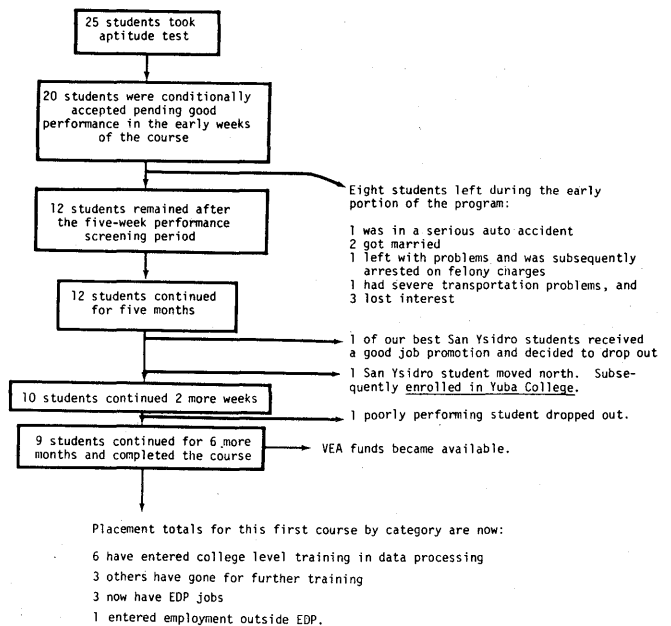 25 students took
aptitude test
20 students were conditionally
accepted pending good
performance in the early weeks
of the course
Eight students left during the early
portion of the program:
1 was in a serious auto accident
2 got married
1 left with problems and was subsequently
arrested on felony charges
1 had severe transportation problems, and
3 lost interest
12 students remained after
the five-week performance
screening period
12 students continued
for five months
1 of our best San Ysidro students received
a good job promotion and decided to drop out
1 San Ysidro student moved north. Subse-
quently enrolled in Yuba College.
10 students continued 2 more weeks
1 poorly performing student dropped out.
9 students continued for 6 more
months and completed the course
VEA funds became available.
Placement totals for this first course by category are now:
6 have entered college level training in data processing
3 others have gone for further training
3 now have EDP jobs
1 entered employment outside EDP.